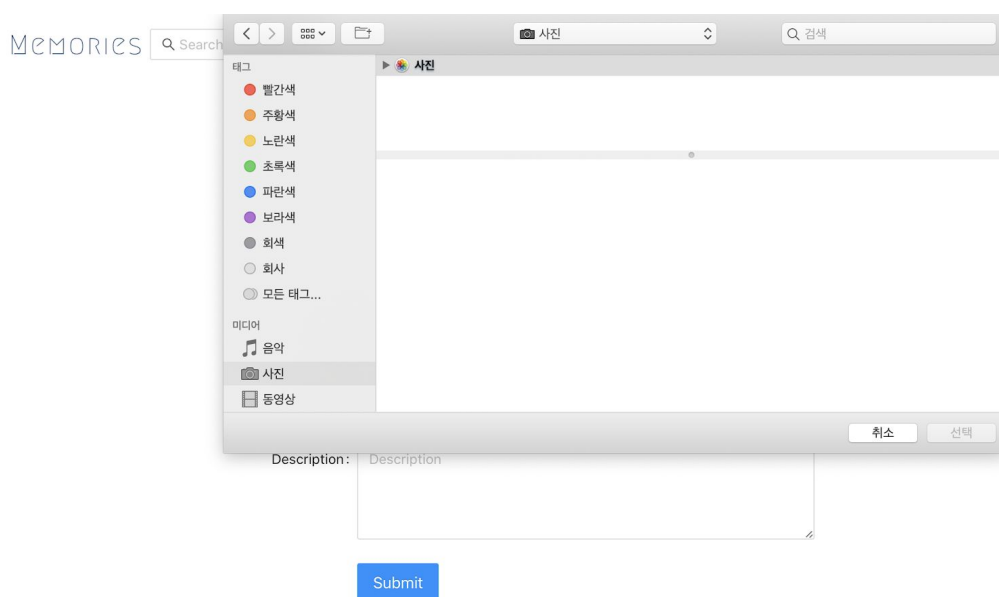 MEMORIES
Search
사진
검색
태그
빨간색
주황색
노란색
초록색
파란색
보라색
회색
회사
모든 태그...
미디어
음악
사진
동영상
사진
취소
선택
Description:
Description
Submit